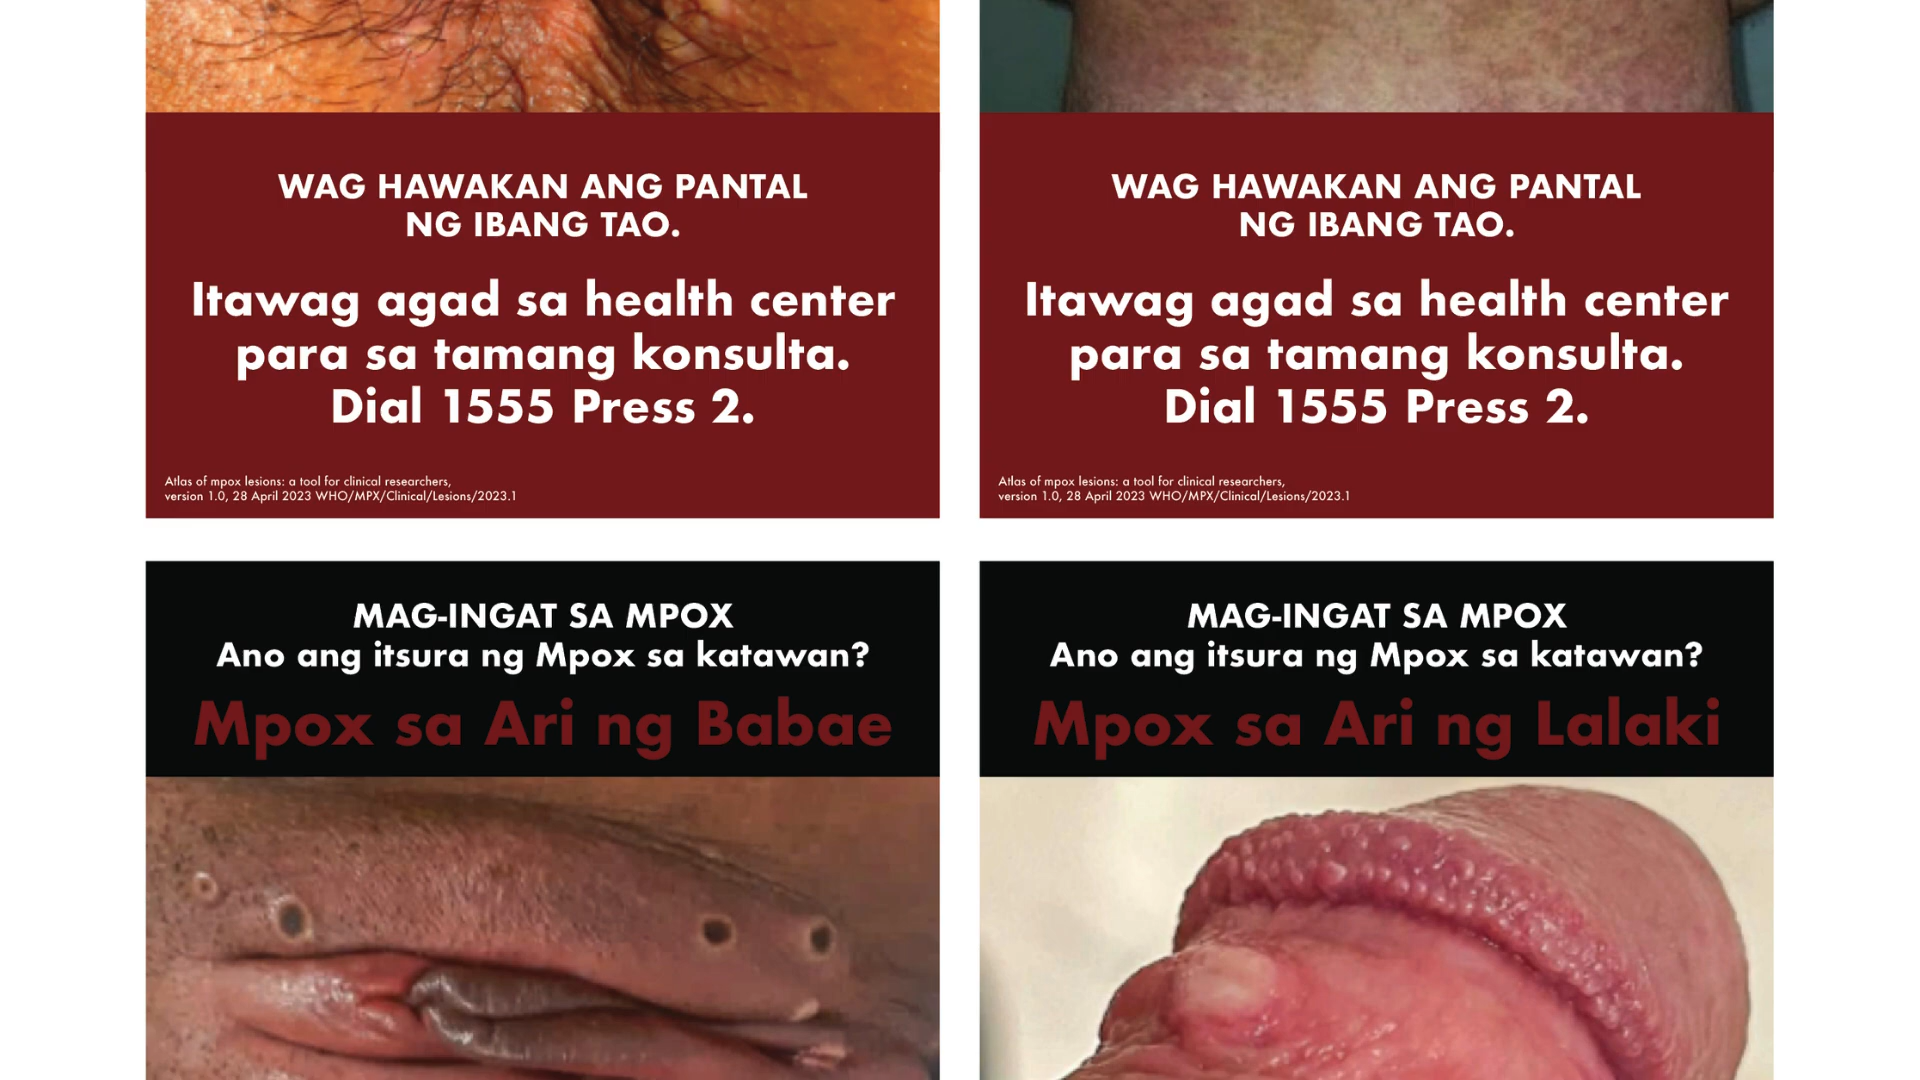 WAG HAWAKAN ANG PANTAL
NG IBANG TAO.
Itawag agad sa health center
para sa tamang konsulta.
Dial 1555 Press 2.
Atlas of mpox lesions: a tool for clinical researchers,
version 1.0, 28 April 2023 WHO/MPX/Clinical/Lesions/2023.1
WAG HAWAKAN ANG PANTAL
NG IBANG TAO.
Itawag agad sa health center
para sa tamang konsulta.
Dial 1555 Press 2.
Atlas of mpox lesions: a tool for clinical researchers,
version 1.0, 28 April 2023 WHO/MPX/Clinical/Lesions/2023.1
MAG-INGAT SA MPOX
Ano ang itsura ng Mpox sa katawan?
Mpox sa Ari ng Babae
MAG-INGAT SA MPOX
Ano ang itsura ng Mpox sa katawan?
Mpox sa Ari ng Lalaki